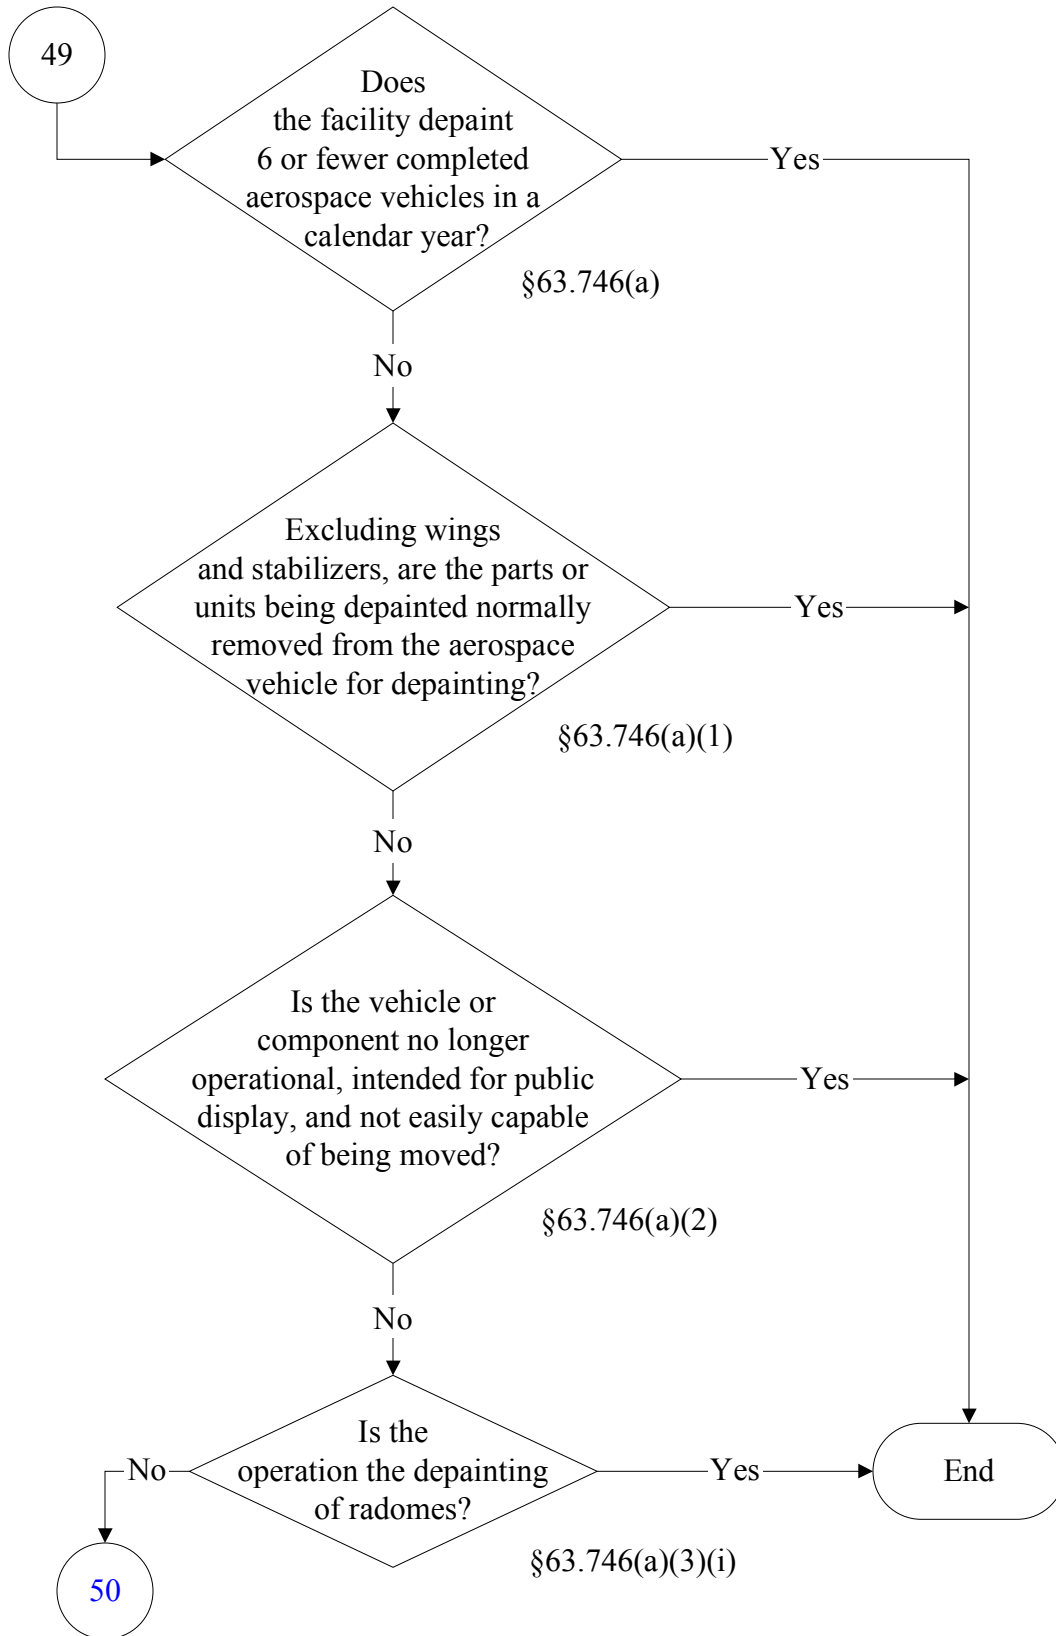 49
Does
the facility depaint
6 or fewer completed
aerospace vehicles in a
calendar year?
Yes
§63.746(a)
No
Excluding wings
and stabilizers, are the parts or
units being depainted normally
removed from the aerospace
vehicle for depainting?
Yes
§63.746(a)(1)
No
Is the vehicle or
component no longer
operational, intended for public
display, and not easily capable
of being moved?
Yes
§63.746(a)(2)
No
Is the
operation the depainting
of radomes?
No
Yes
End
§63.746(a)(3)(i)
50